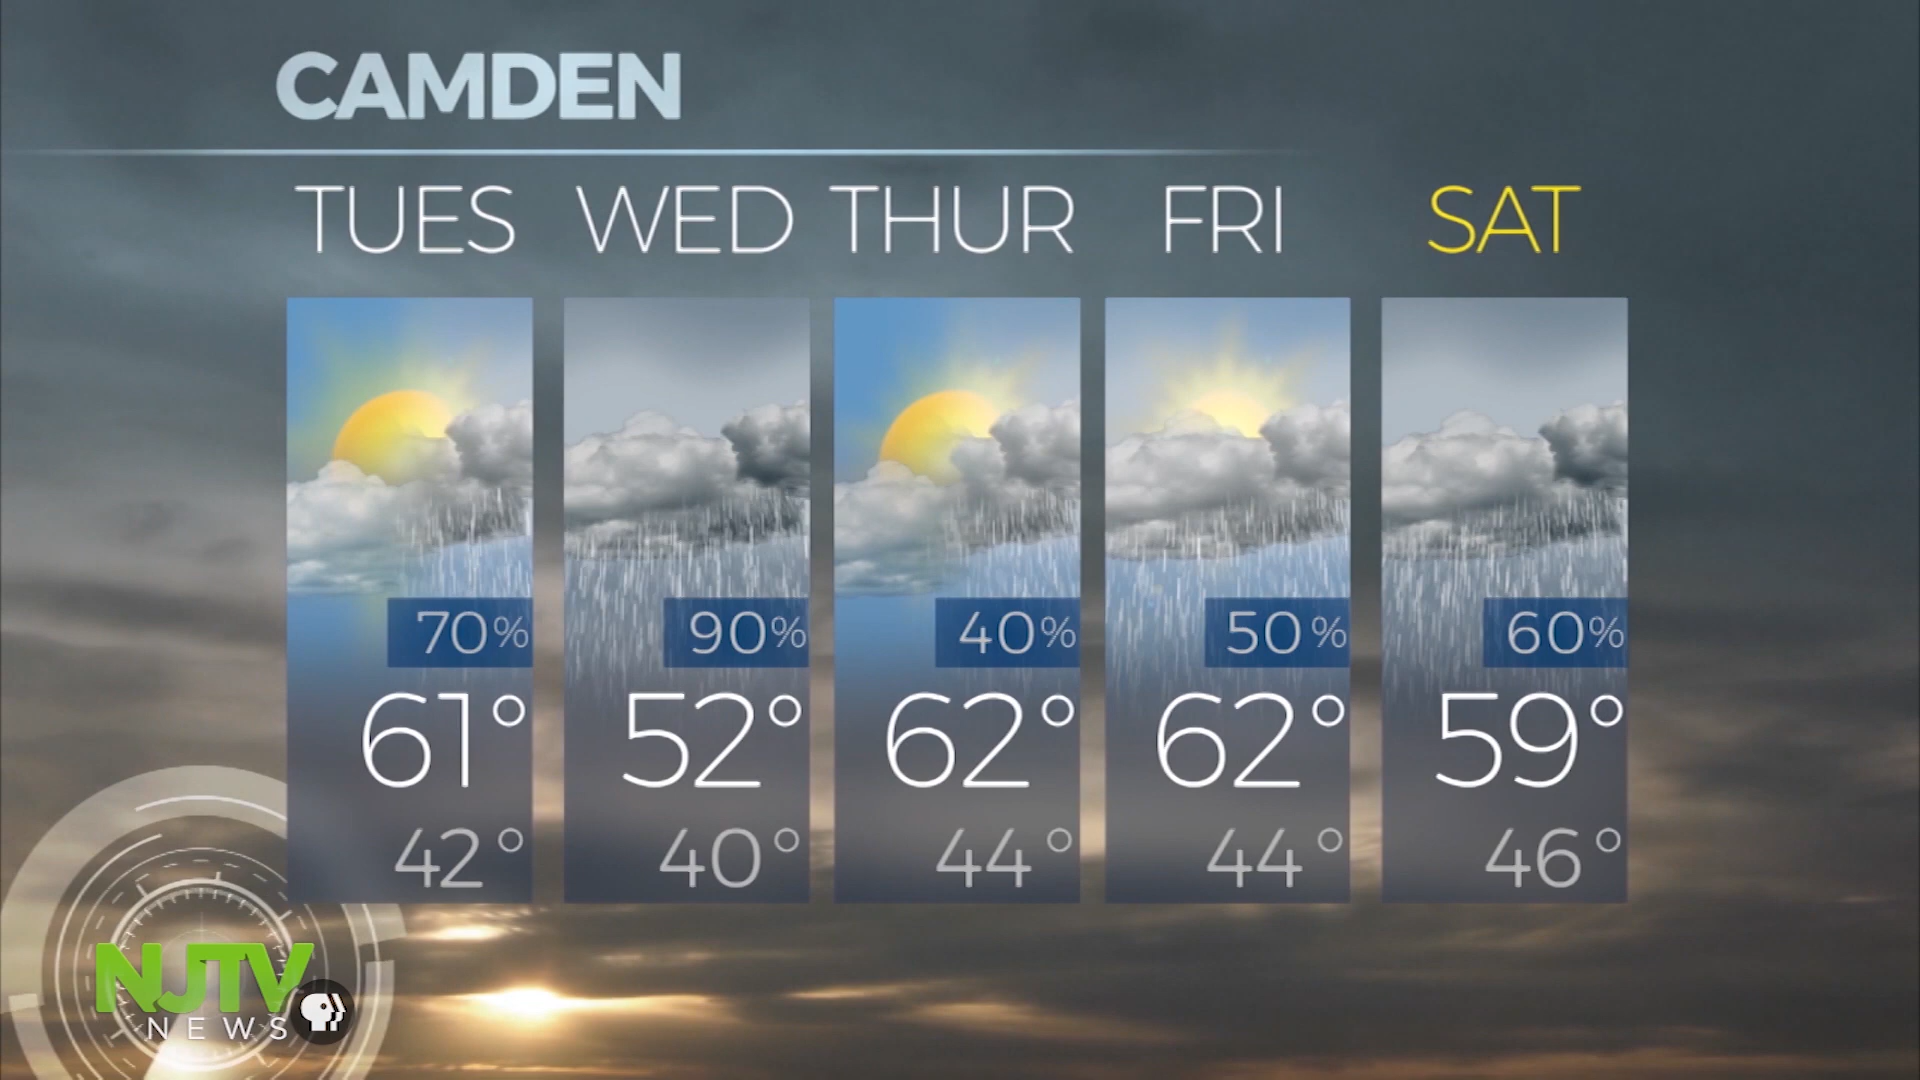 CAMDEN
TUES WED THUR FRI SAT
70% 90% 40% 50% 60%
61° 52° 62° 62° 59°
42° 40° 44° 44° 46°
NJTV
NEWS